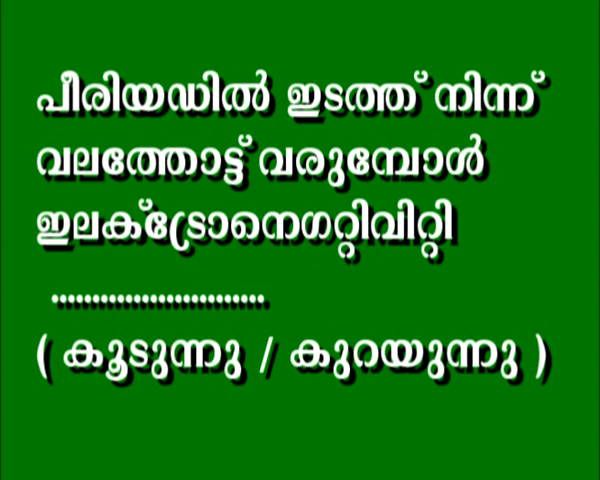 പീരിയഡിൽ ഇടത്ത് നിന്ന്
വലത്തോട്ട് വരുമ്പോൾ
ഇലക്ട്രോനെഗറ്റിവിറ്റി
...........................
( കൂടുന്നു / കുറയുന്നു )